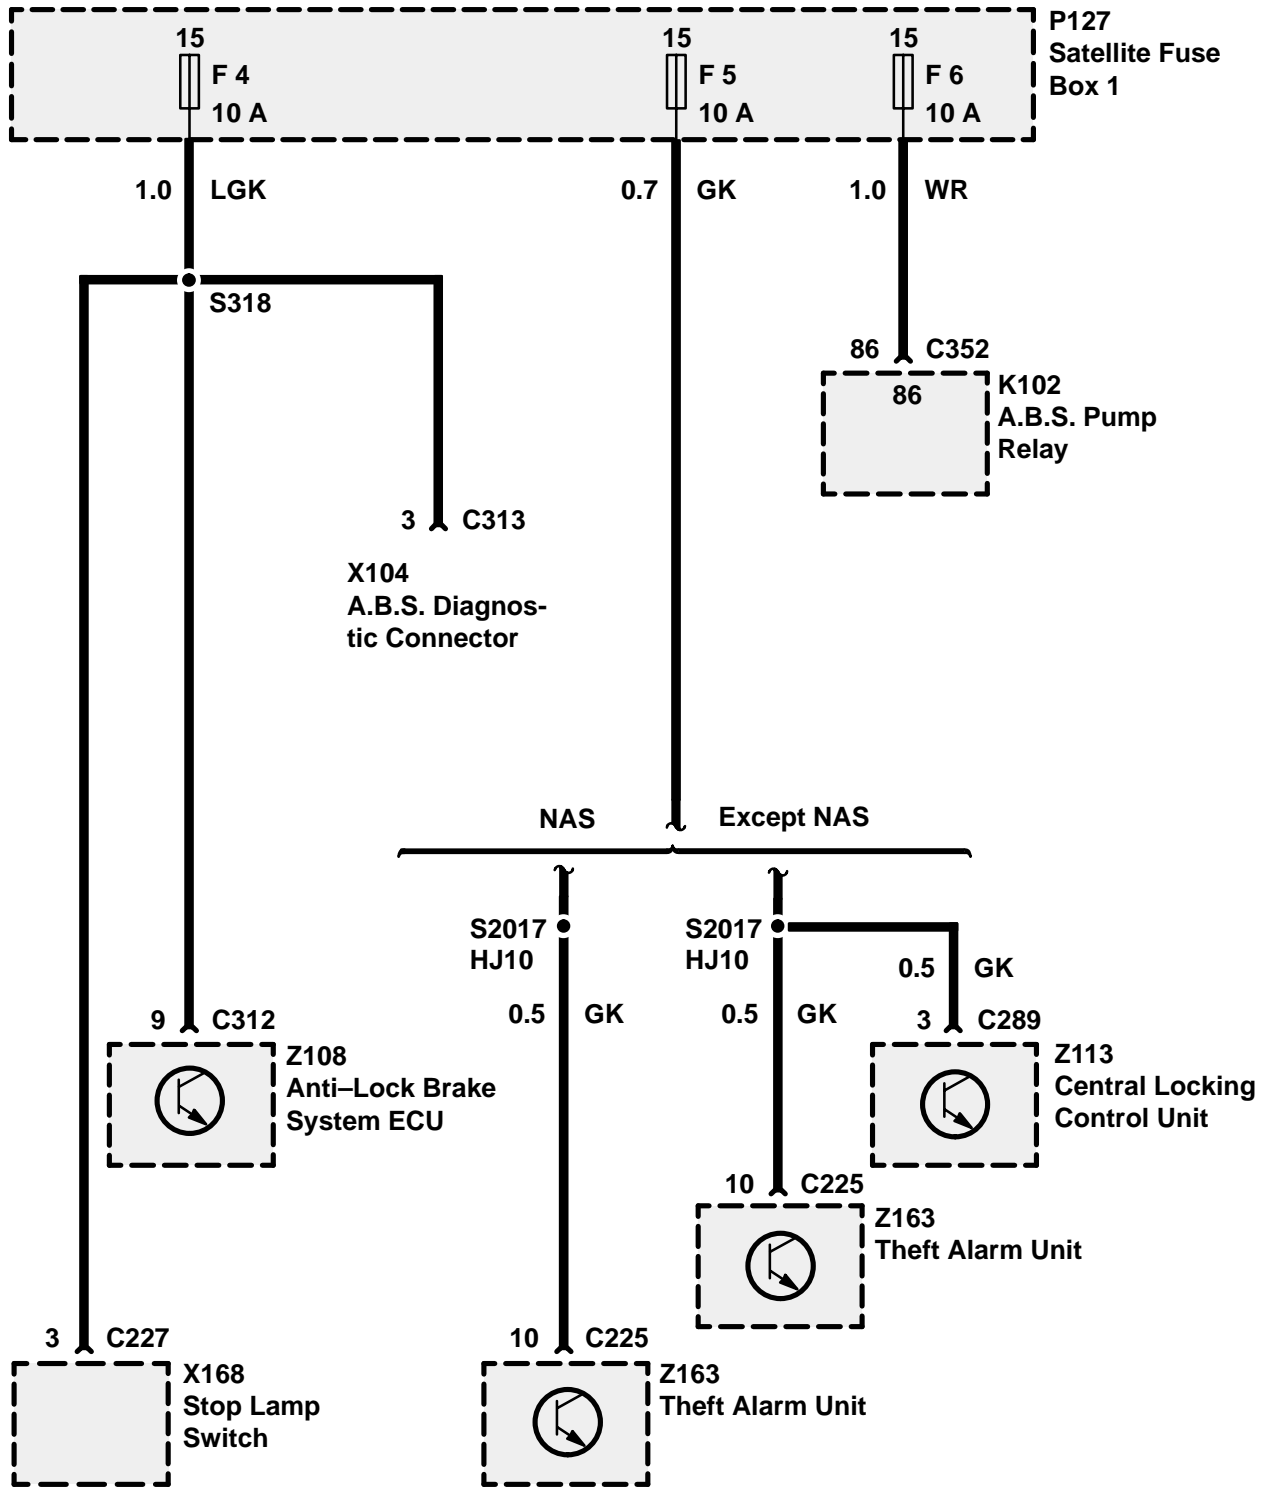 P127
Satellite Fuse
Box 1
15
F 4
10 A
15
F 5
10 A
15
F 6
10 A
1.0 LGK
0.7 GK
1.0 WR
S318
86 C352
86
K102
A.B.S. Pump
Relay
3 C313
X104
A.B.S. Diagnos-
tic Connector
NAS
Except NAS
S2017
HJ10
S2017
HJ10
0.5 GK
0.5 GK
0.5 GK
9 C312
Z108
Anti–Lock Brake
System ECU
3 C289
Z113
Central Locking
Control Unit
10 C225
Z163
Theft Alarm Unit
3 C227
X168
Stop Lamp
Switch
10 C225
Z163
Theft Alarm Unit